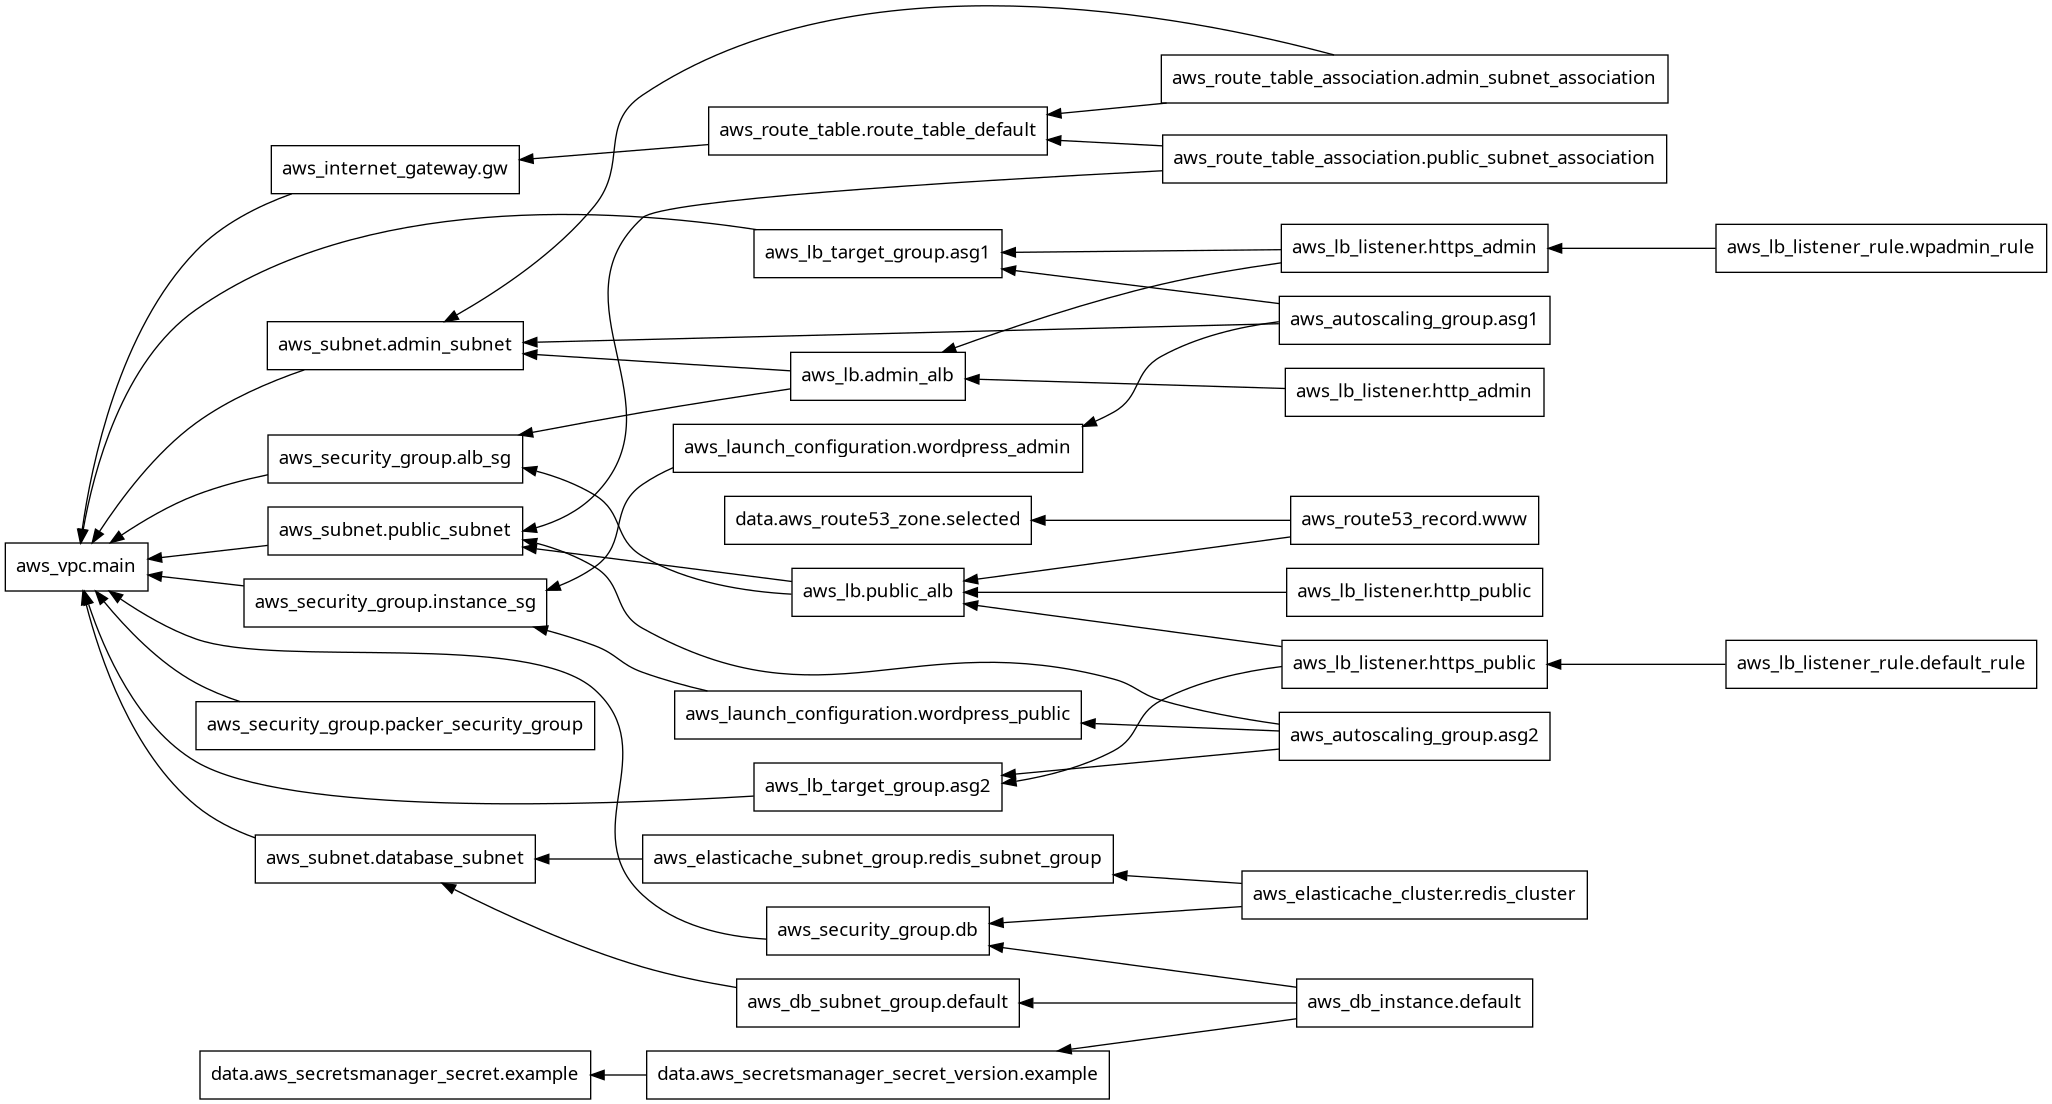 aws_route_table_association.admin_subnet_association
aws_route_table.route_table_default
aws_route_table_association.public_subnet_association
aws_internet_gateway.gw
aws_lb_target_group.asg1
aws_lb_listener.https_admin
aws_lb_listener_rule.wpadmin_rule
aws_autoscaling_group.asg1
aws_subnet.admin_subnet
aws_lb.admin_alb
aws_lb_listener.http_admin
aws_launch_configuration.wordpress_admin
aws_security_group.alb_sg
data.aws_route53_zone.selected
aws_route53_record.www
aws_subnet.public_subnet
aws_vpc.main
aws_security_group.instance_sg
aws_lb.public_alb
aws_lb_listener.http_public
aws_lb_listener.https_public
aws_lb_listener_rule.default_rule
aws_launch_configuration.wordpress_public
aws_security_group.packer_security_group
aws_autoscaling_group.asg2
aws_lb_target_group.asg2
aws_subnet.database_subnet
aws_elasticache_subnet_group.redis_subnet_group
aws_elasticache_cluster.redis_cluster
aws_security_group.db
aws_db_subnet_group.default
aws_db_instance.default
data.aws_secretsmanager_secret.example
data.aws_secretsmanager_secret_version.example